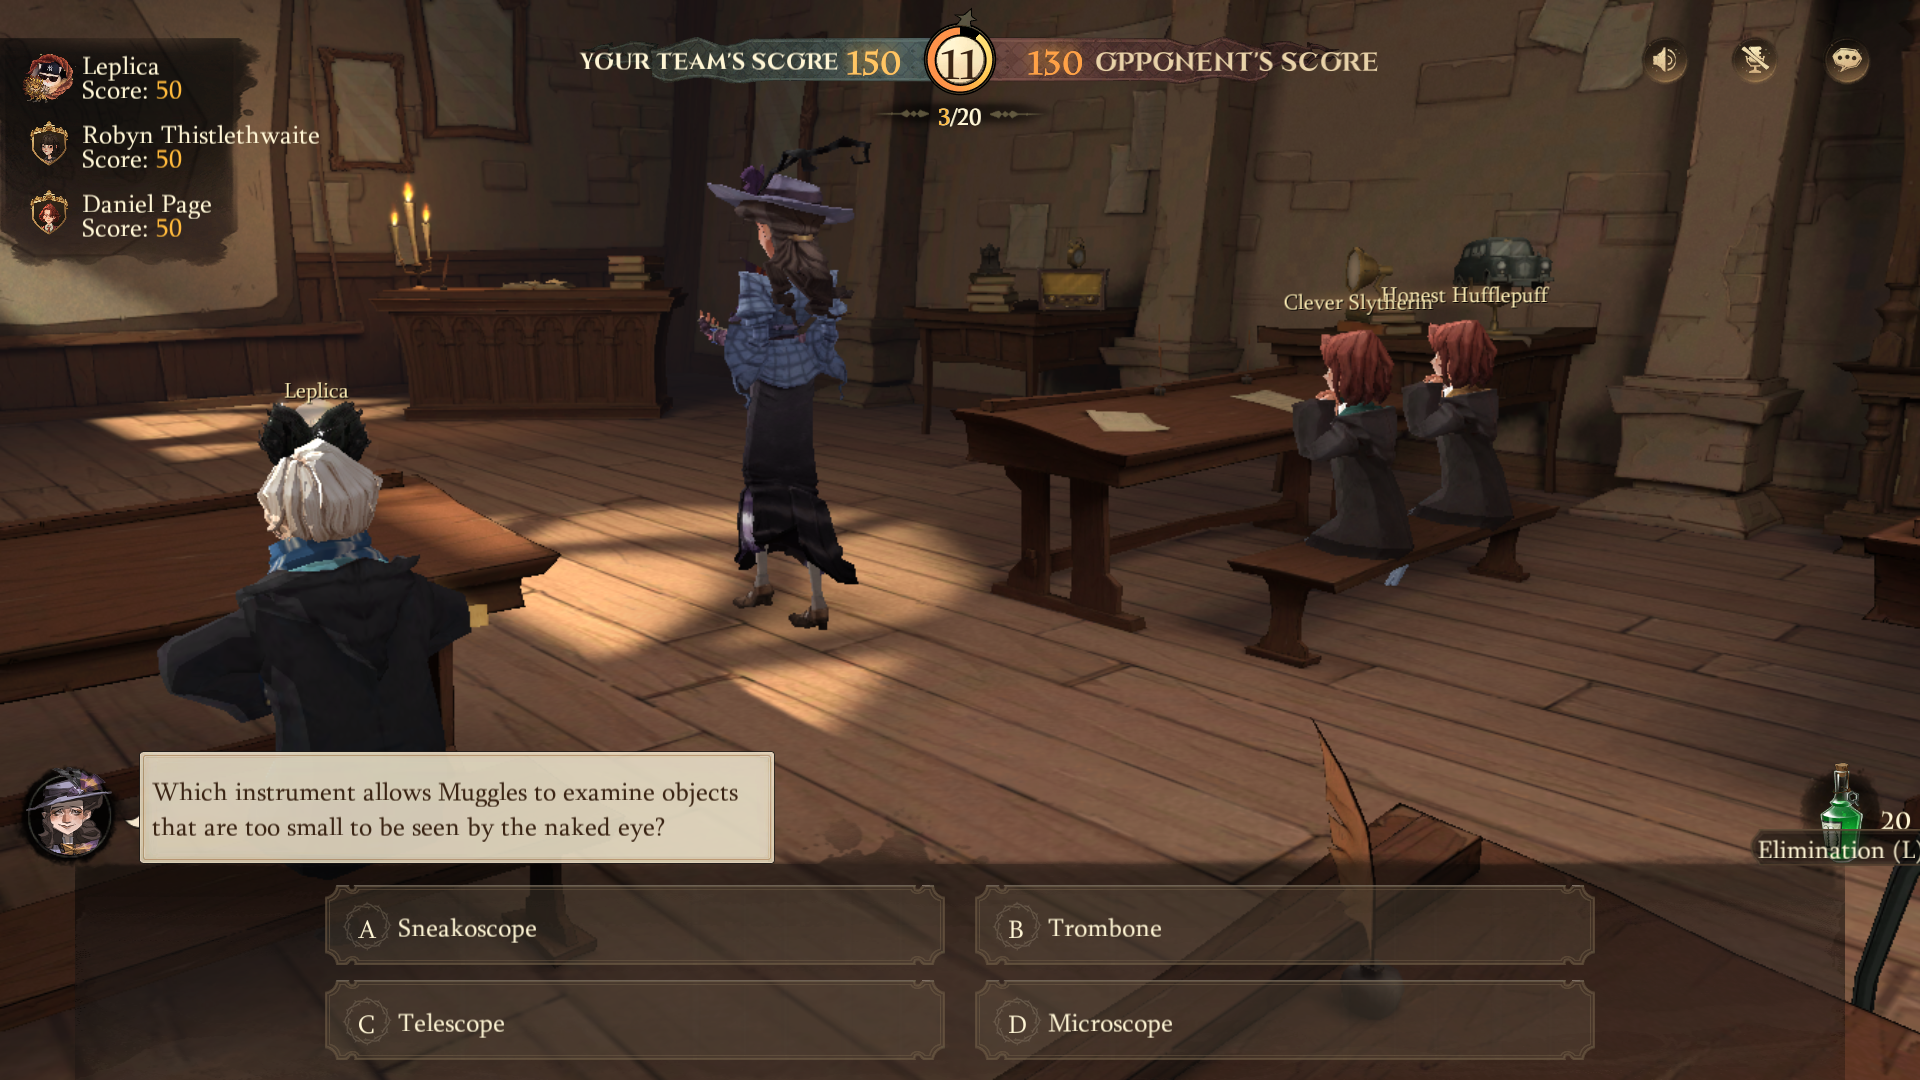 Leplica
Score: 50
Robyn Thistlethwaite
Score: 50
Daniel Page
Score: 50
YOUR TEAM'S SCORE 150
11
130 OPPONENT'S SCORE
3/20
Clever Slytherin
Honest Hufflepuff
Leplica
Which instrument allows Muggles to examine objects
that are too small to be seen by the naked eye?
20
Elimination (L)
A Sneakoscope
B Trombone
C Telescope
D Microscope